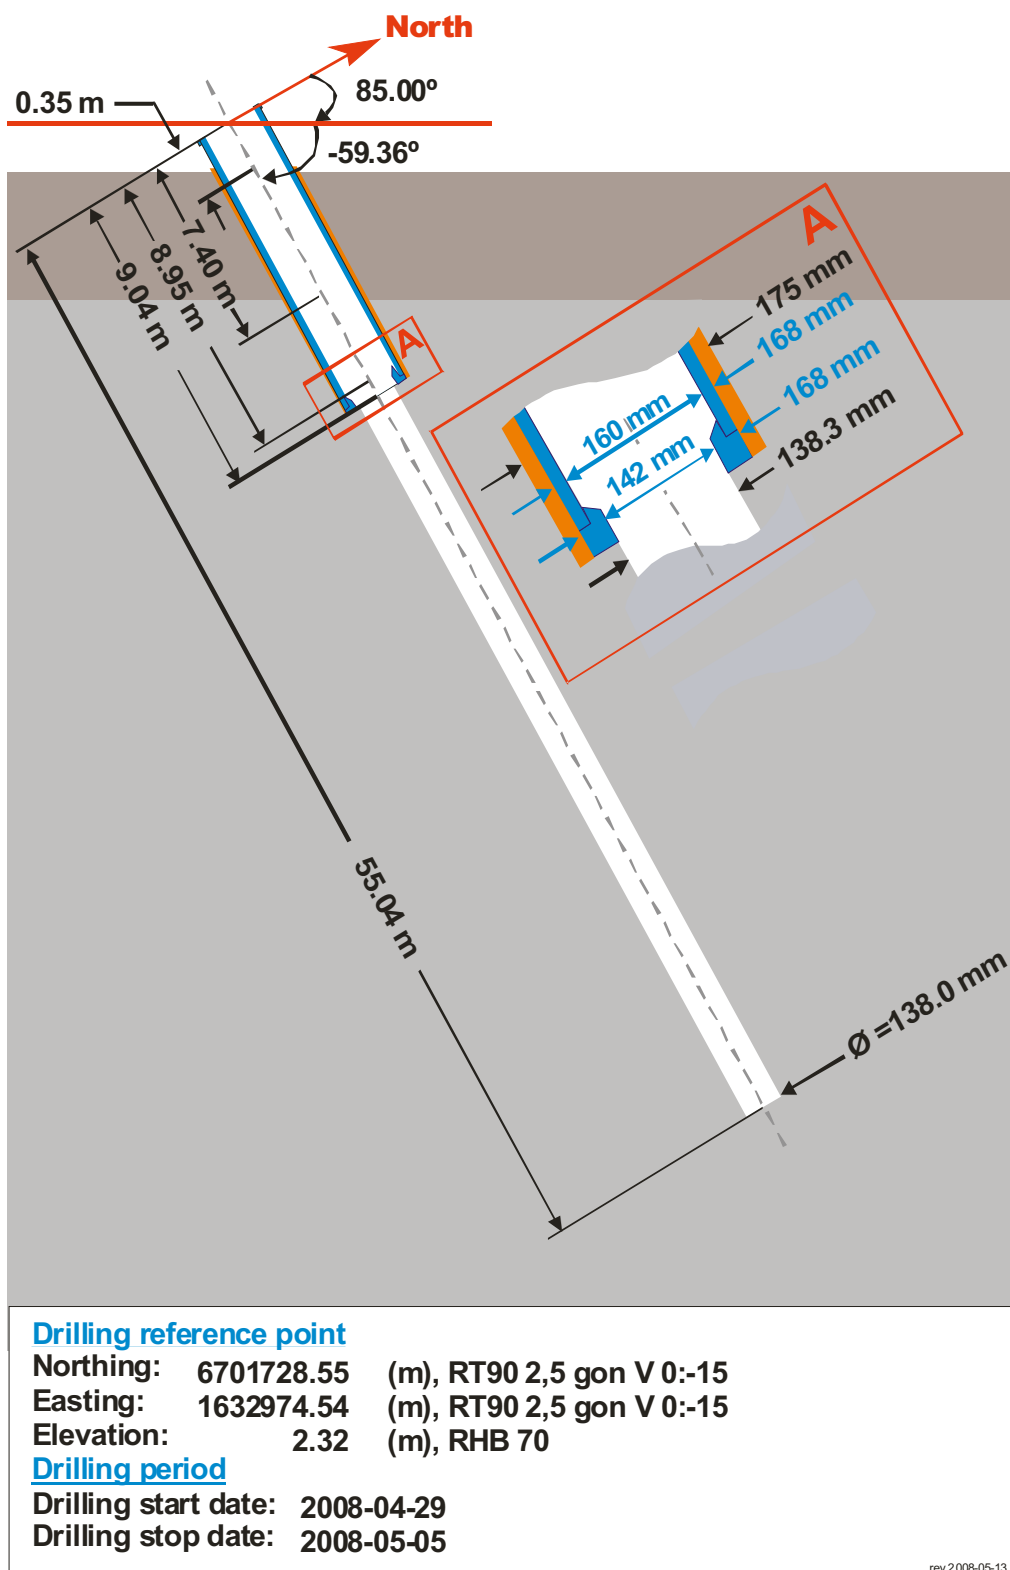 North
85.00º
0.35 m
-59.36º
7.40 m
8.95 m
9.04 m
A
A
175 mm
168 mm
168 mm
138.3 mm
160 mm
142 mm
55.04 m
Ø =138.0 mm
Drilling reference point
Northing: 6701728.55 (m), RT90 2,5 gon V 0:-15
Easting: 1632974.54 (m), RT90 2,5 gon V 0:-15
Elevation: 2.32 (m), RHB 70
Drilling period
Drilling start date: 2008-04-29
Drilling stop date: 2008-05-05
rev 2008-05-13